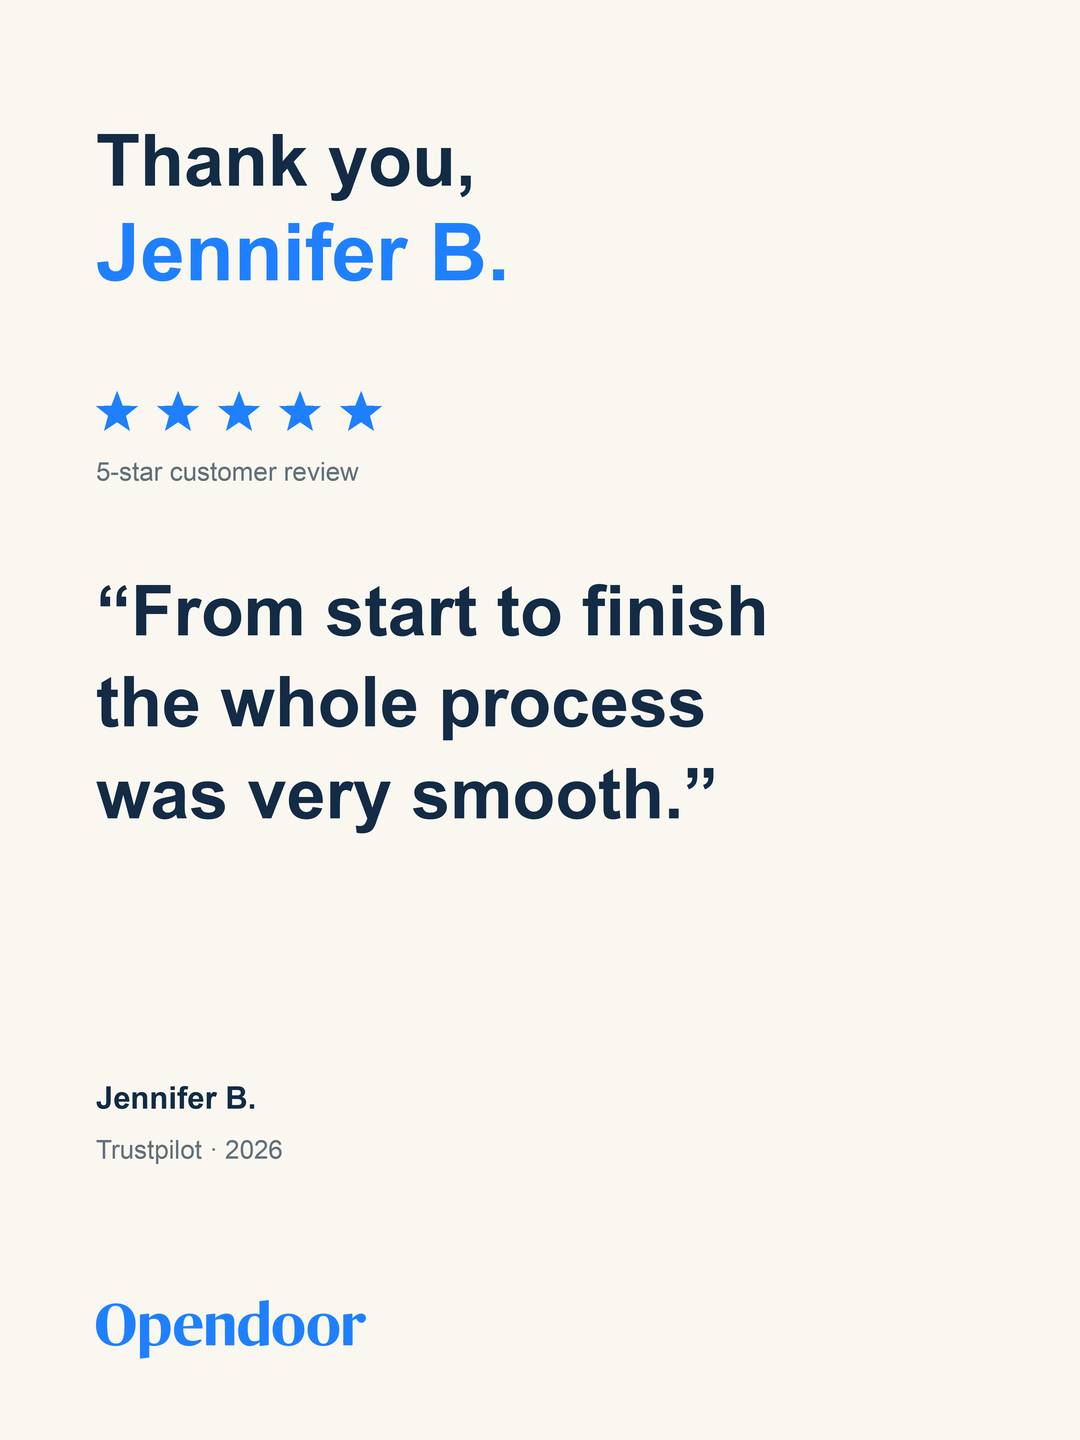 Thank you,
Jennifer B.
5-star customer review
“From start to finish
the whole process
was very smooth.”
Jennifer B.
Trustpilot · 2026
Opendoor